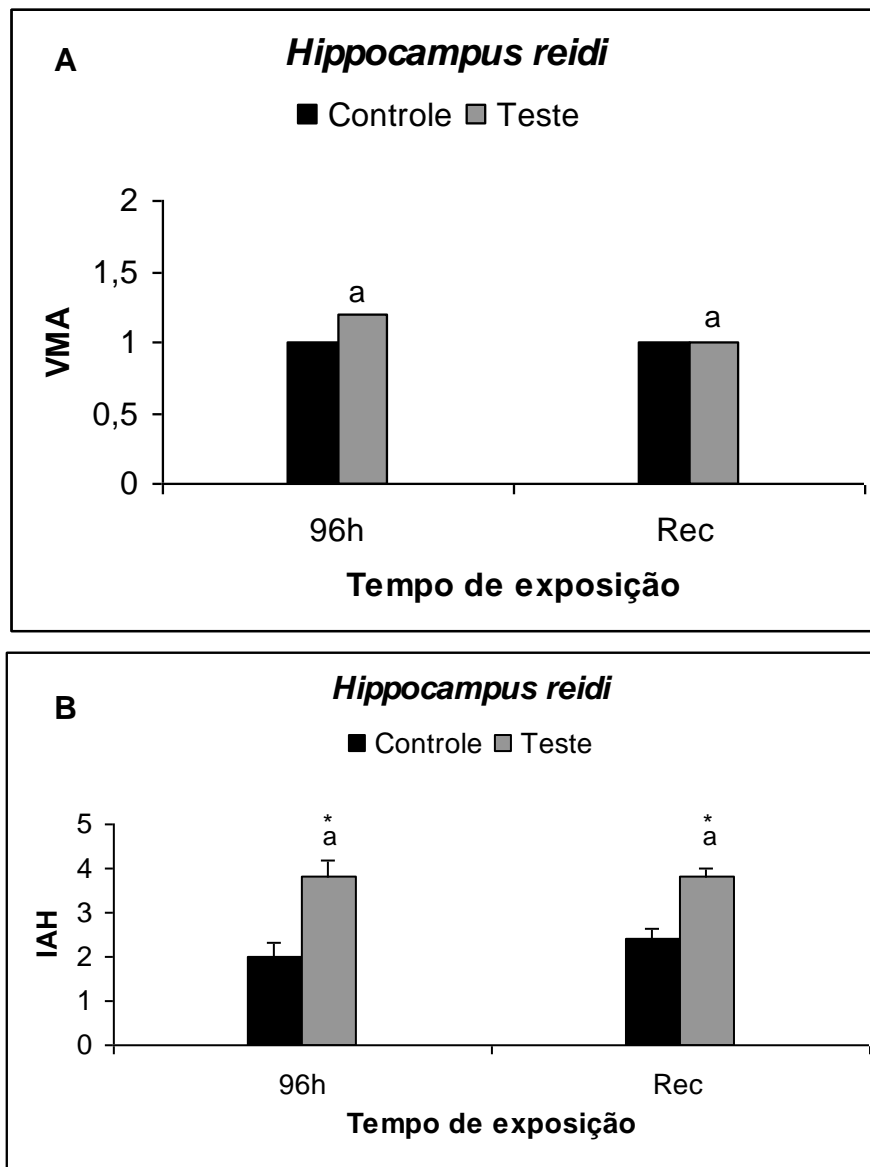 A
Hippocampus reidi
Controle Teste
2
1,5
1
0,5
0
VMA
a
a
96h Rec
Tempo de exposição
B
Hippocampus reidi
Controle Teste
5
4
3
2
1
0
IAH
* *
a a
96h Rec
Tempo de exposição